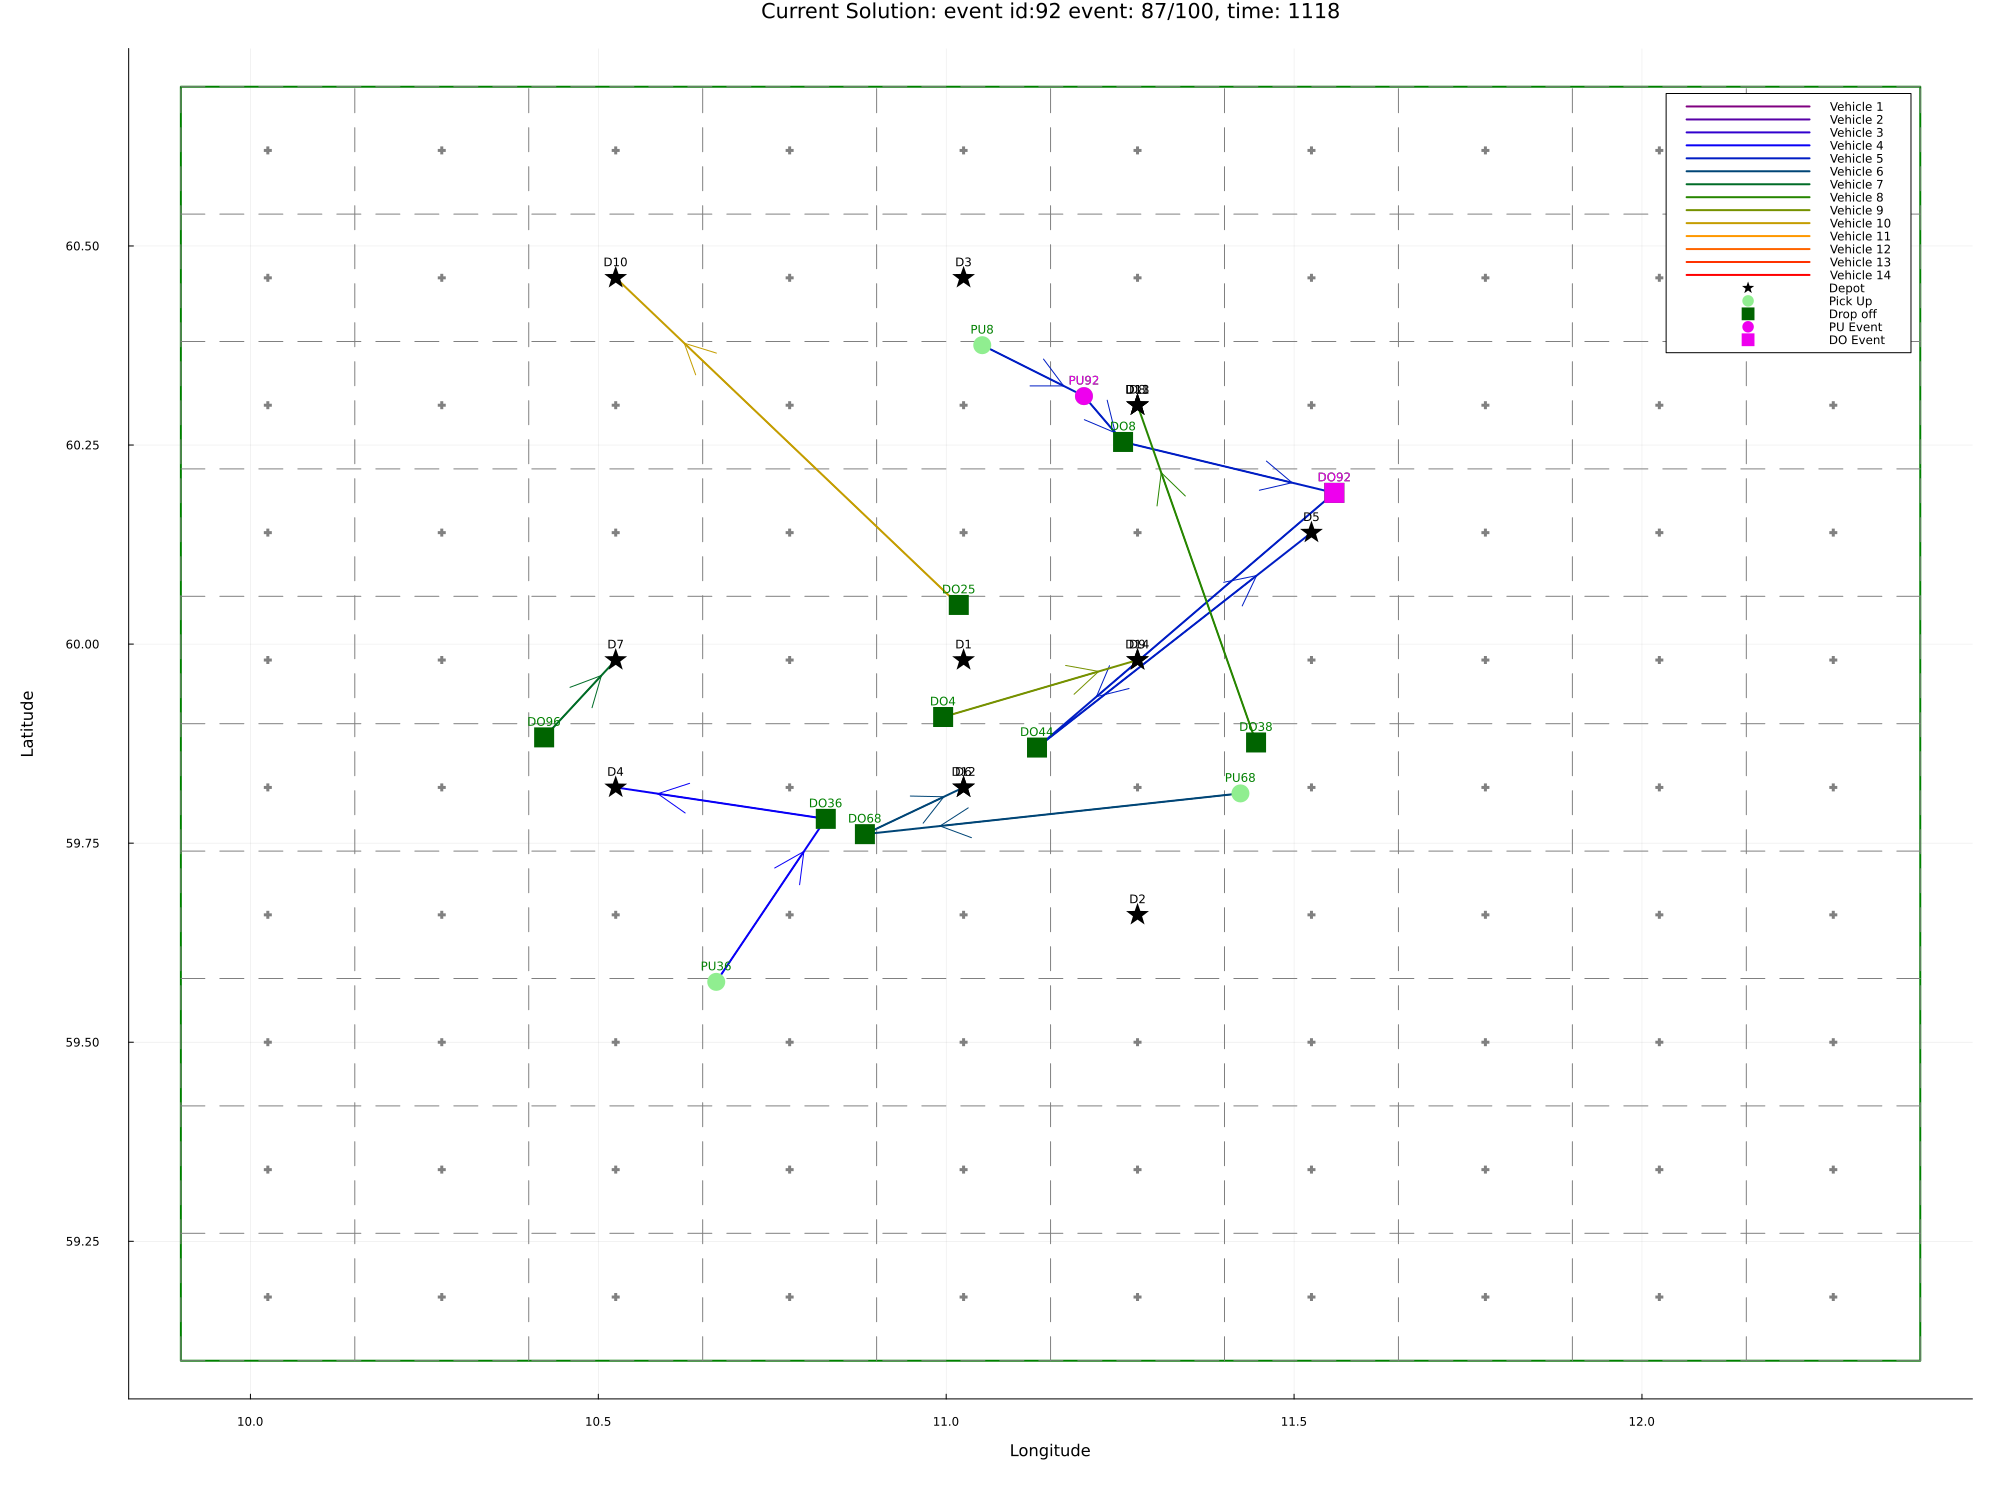 Current Solution: event id:92 event: 87/100, time: 1118
Vehicle 1
Vehicle 2
Vehicle 3
Vehicle 4
Vehicle 5
Vehicle 6
Vehicle 7
Vehicle 8
Vehicle 9
Vehicle 10
Vehicle 11
Vehicle 12
Vehicle 13
Vehicle 14
Depot
Pick Up
Drop off
PU Event
DO Event
60.50
D10
D3
PU8
PU92
DO8
60.25
DO92
D5
DO25
60.00
D7
D1
DO4
DO96
DO44
DO38
D4
PU68
DO36
DO68
59.75
D2
PU36
59.50
59.25
10.0
10.5
11.0
11.5
12.0
Latitude
Longitude